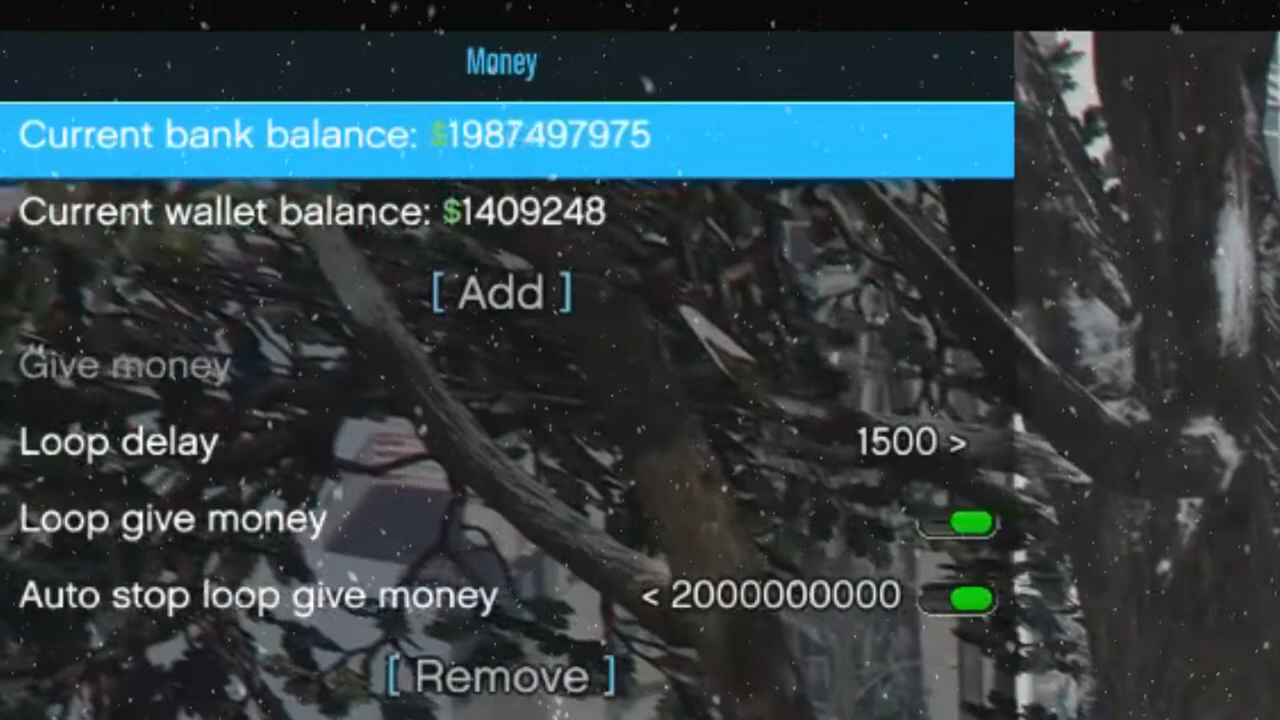 Money
Current bank balance: $1987497975
Current wallet balance: $1409248
[ Add ]
Give money
Loop delay 1500 >
Loop give money
Auto stop loop give money < 2000000000
[ Remove ]